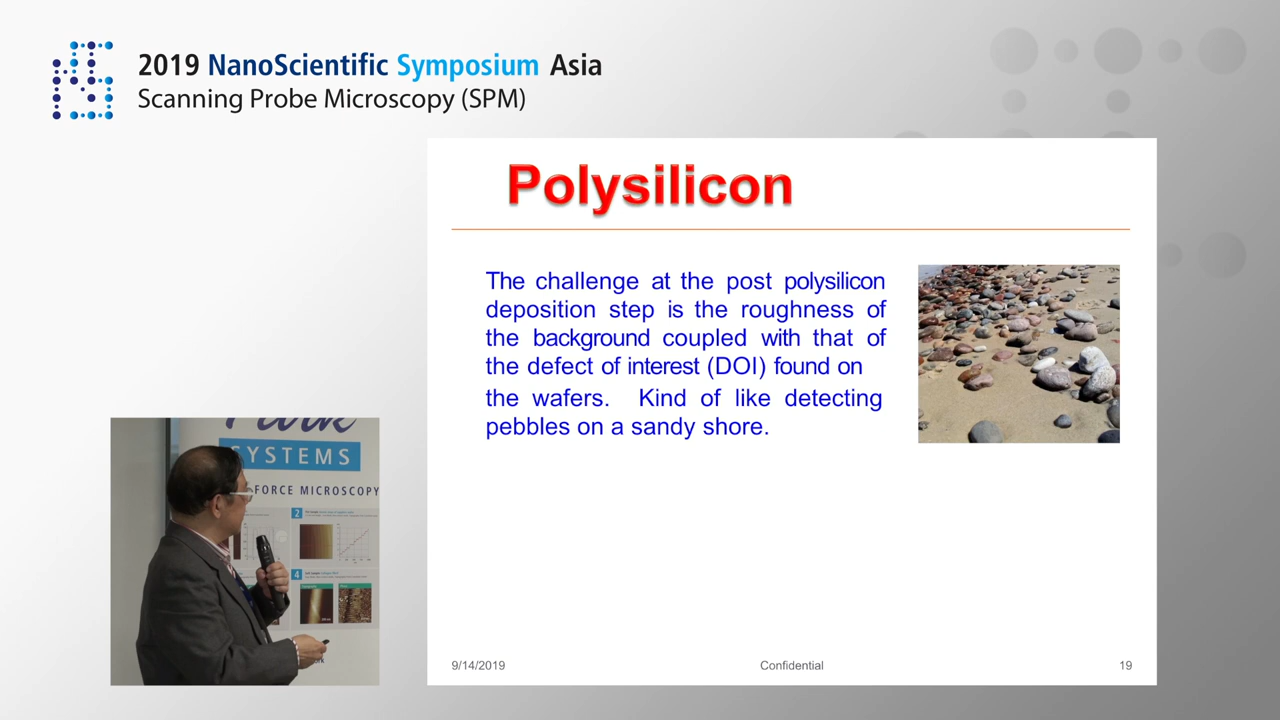 2019 NanoScientific Symposium Asia
Scanning Probe Microscopy (SPM)
Polysilicon
The challenge at the post polysilicon
deposition step is the roughness of
the background coupled with that of
the defect of interest (DOI) found on
the wafers. Kind of like detecting
pebbles on a sandy shore.
SYSTEMS
FORCE MICROSCOPY
2
4
9/14/2019
Confidential
19